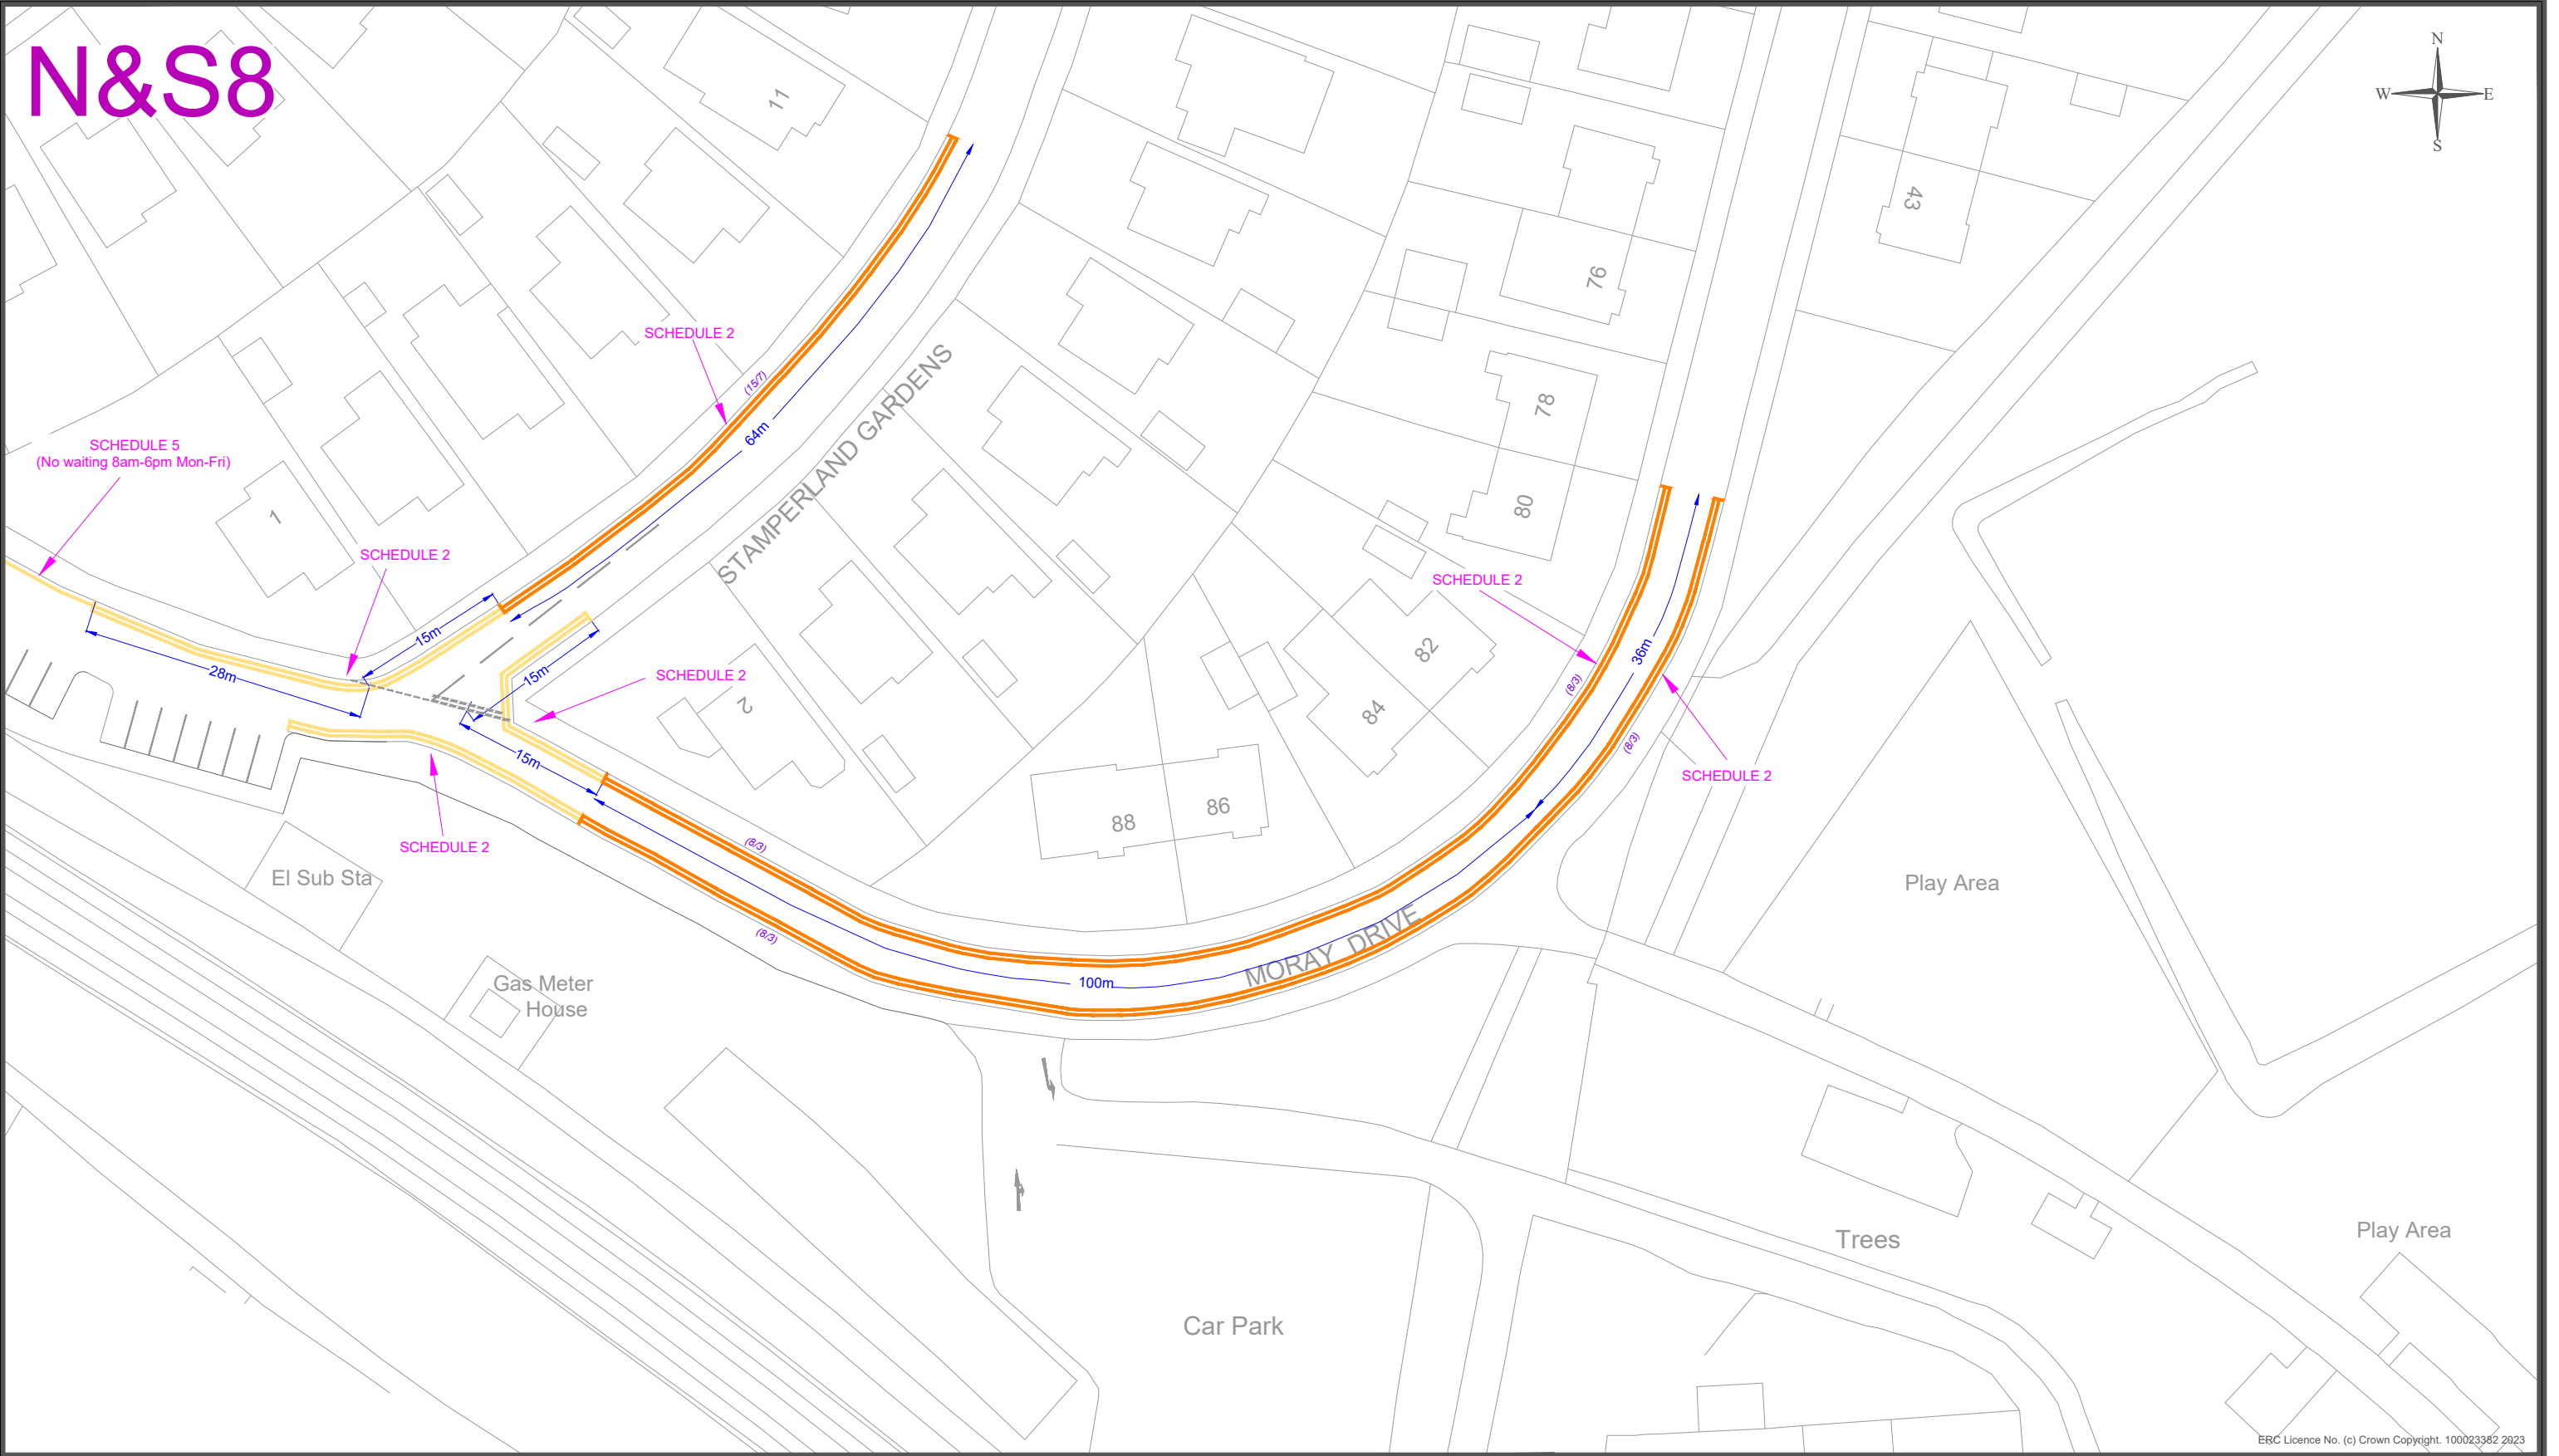 N&S8
N
W
E
S
11
43
76
SCHEDULE 2
(15/7)
64m
STAMPERLAND GARDENS
78
80
SCHEDULE 5
(No waiting 8am-6pm Mon-Fri)
1
SCHEDULE 2
15m
28m
15m
SCHEDULE 2
2
15m
SCHEDULE 2
SCHEDULE 2
82
84
36m
(8/3)
(8/3)
SCHEDULE 2
88
86
(8/3)
(8/3)
El Sub Sta
Play Area
MORAY DRIVE
100m
Gas Meter
House
Trees
Play Area
Car Park
ERC Licence No. (c) Crown Copyright. 100023382 2023